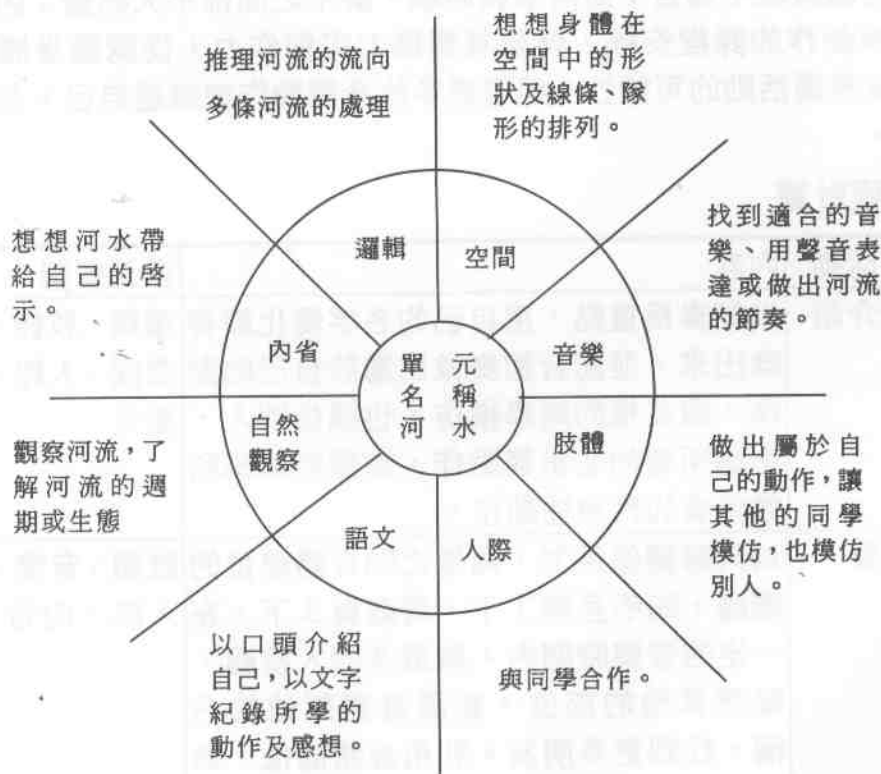 推理河流的流向
多條河流的處理
想想身體在
空間中的形
狀及線條、隊
形的排列。
找到適合的音
樂、用聲音表
達或做出河流
的節奏。
做出屬於自
己的動作，讓
其他的同學
模仿，也模仿
別人。
與同學合作。
以口頭介紹
自己，以文字
紀錄所學的
動作及感想。
觀察河流，了
解河流的週
期或生態
想想河水帶
給自己的啓
示。
邏輯
空間
音樂
肢體
人際
語文
自然
觀察
內省
單名河
元稱水